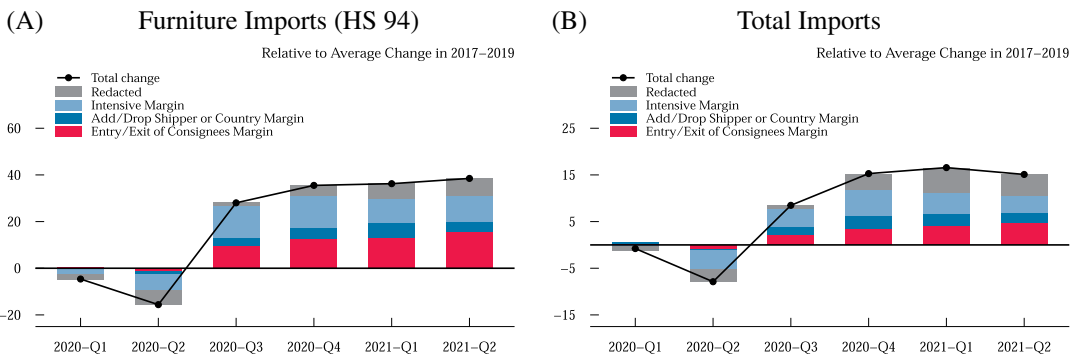 (A) Furniture Imports (HS 94)
Relative to Average Change in 2017–2019
Total change
Redacted
Intensive Margin
Add/Drop Shipper or Country Margin
Entry/Exit of Consignees Margin
60
40
20
0
−20
2020−Q1 2020−Q2 2020−Q3 2020−Q4 2021−Q1 2021−Q2
(B) Total Imports
Relative to Average Change in 2017–2019
Total change
Redacted
Intensive Margin
Add/Drop Shipper or Country Margin
Entry/Exit of Consignees Margin
25
15
5
−5
−15
2020−Q1 2020−Q2 2020−Q3 2020−Q4 2021−Q1 2021−Q2